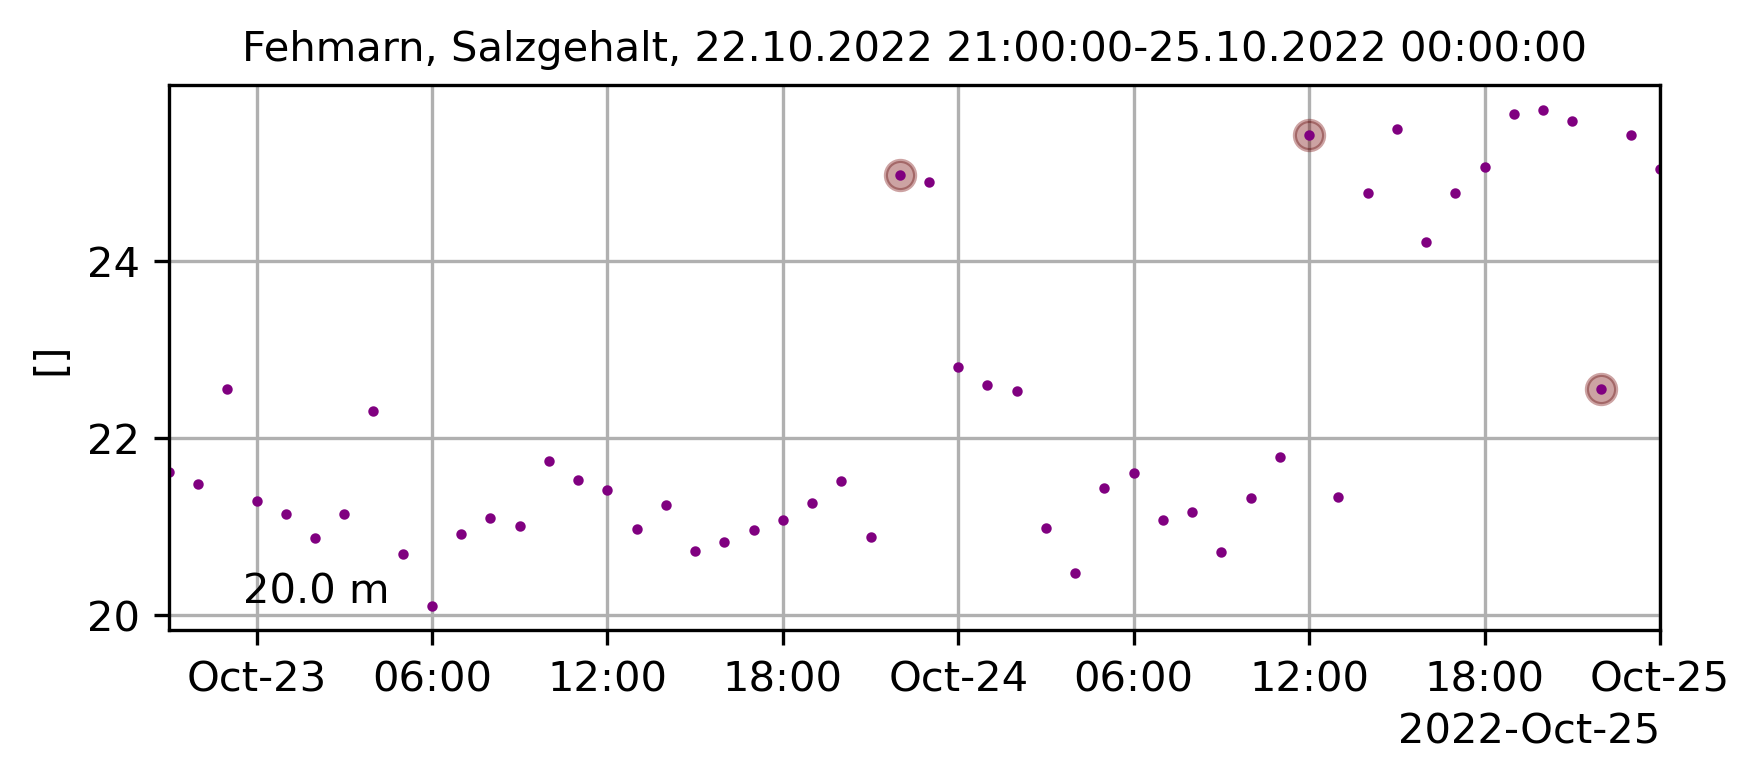 Fehmarn, Salzgehalt, 22.10.2022 21:00:00-25.10.2022 00:00:00
24
22
20
[]
20.0 m
Oct-23 06:00 12:00 18:00 Oct-24 06:00 12:00 18:00 Oct-25
2022-Oct-25